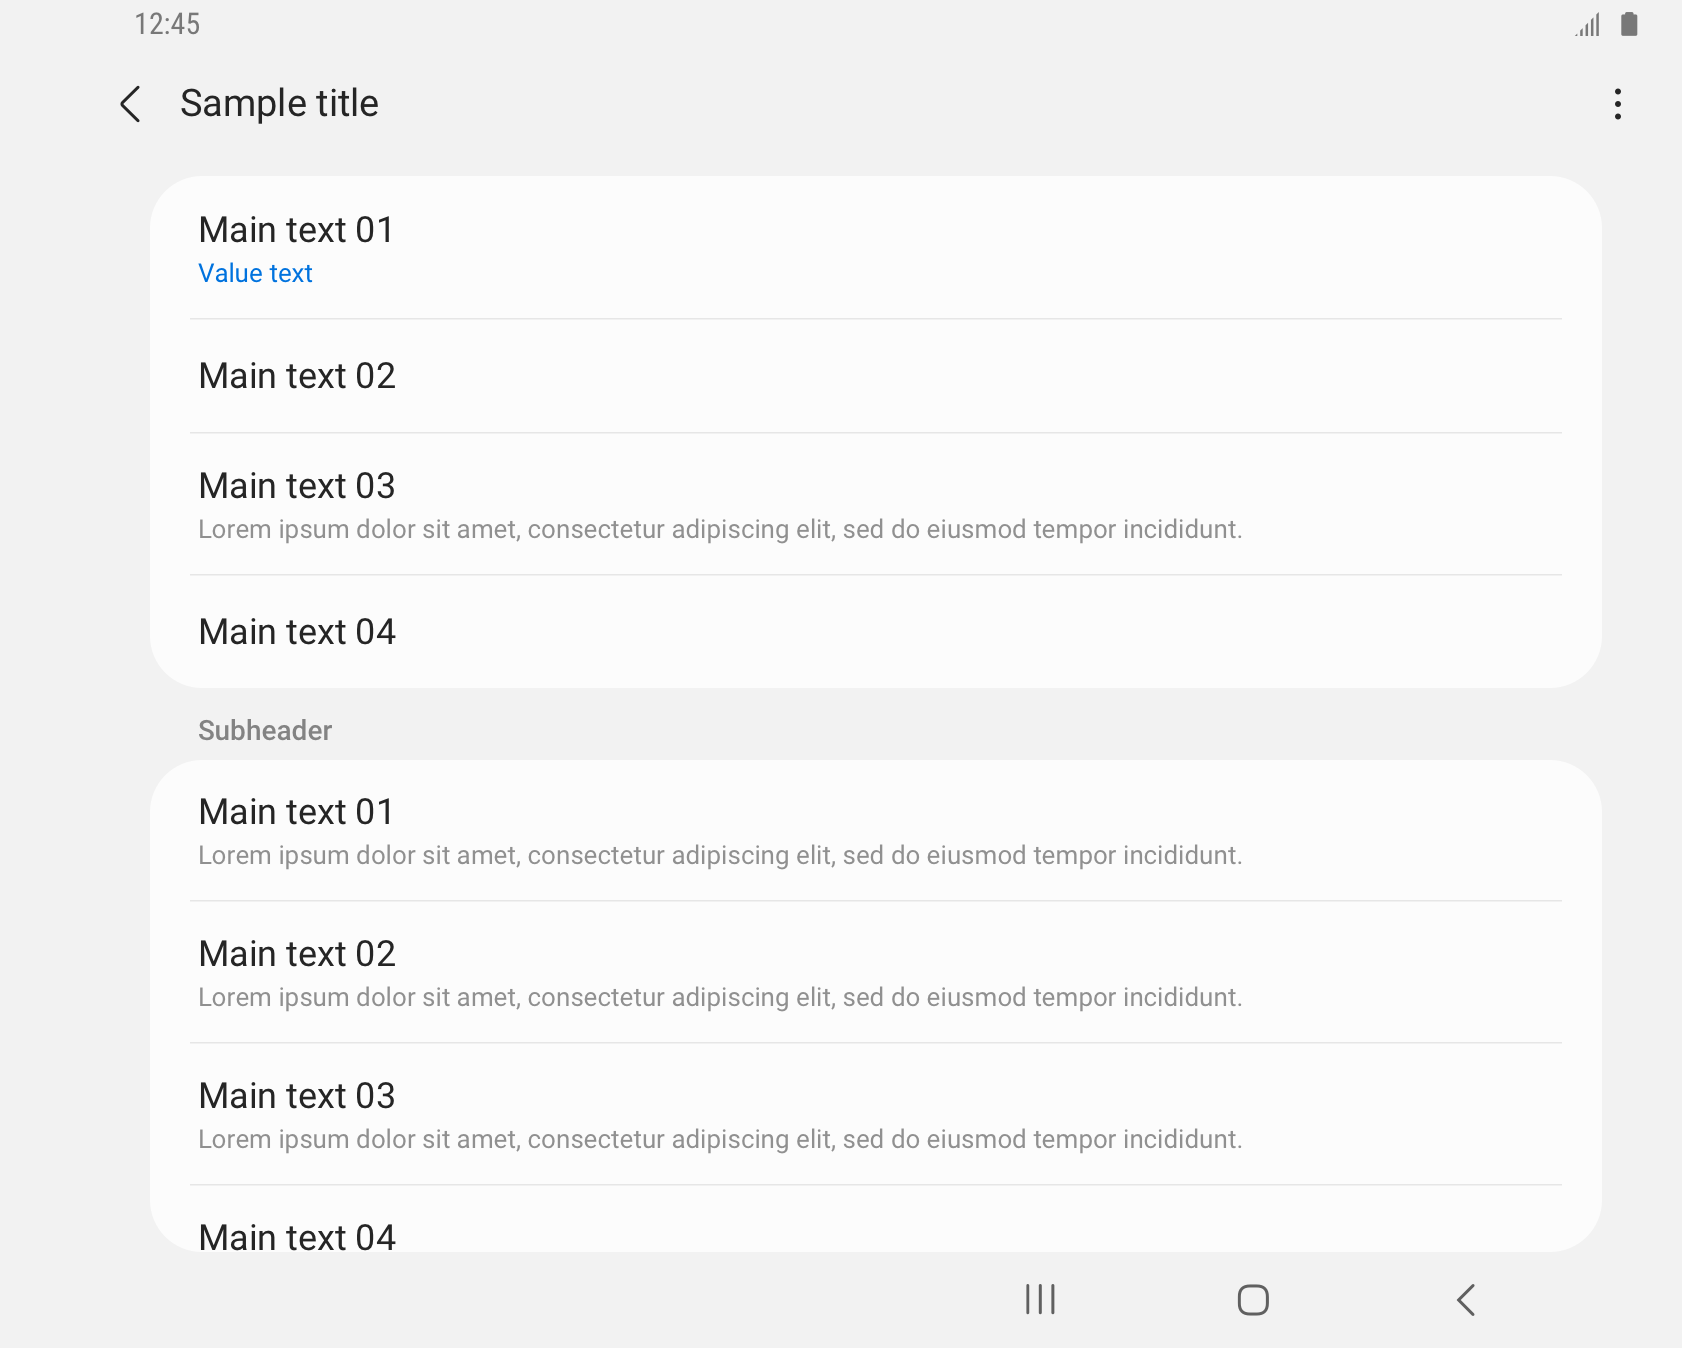 12:45
Sample title
Main text 01
Value text
Main text 02
Main text 03
Lorem ipsum dolor sit amet, consectetur adipiscing elit, sed do eiusmod tempor incididunt.
Main text 04
Subheader
Main text 01
Lorem ipsum dolor sit amet, consectetur adipiscing elit, sed do eiusmod tempor incididunt.
Main text 02
Lorem ipsum dolor sit amet, consectetur adipiscing elit, sed do eiusmod tempor incididunt.
Main text 03
Lorem ipsum dolor sit amet, consectetur adipiscing elit, sed do eiusmod tempor incididunt.
Main text 04